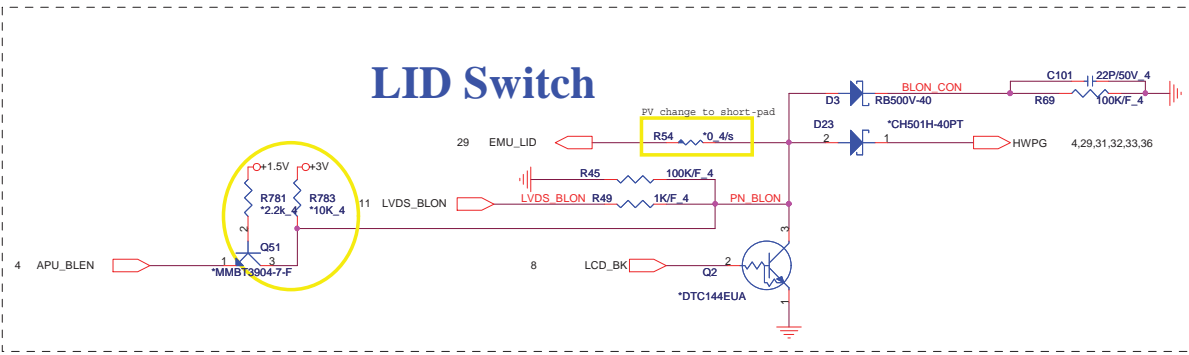 LID Switch
C101 22P/50V_4
BLON_CON
D3 RB500V-40
R69 100K/F_4
PV change to short-pad
29 EMU_LID R54 *0_4/s
D23 *CH501H-40PT
2 1
HWPG 4,29,31,32,33,36
+1.5V +3V
R45 100K/F_4
R781 R783
*2.2k_4 *10K_4
11 LVDS_BLON LVDS_BLON R49 1K/F_4 PN_BLON
2
Q51
3
4 APU_BLEN 1 3
*MMBT3904-7-F
8 LCD_BK 2
Q2
*DTC144EUA
1